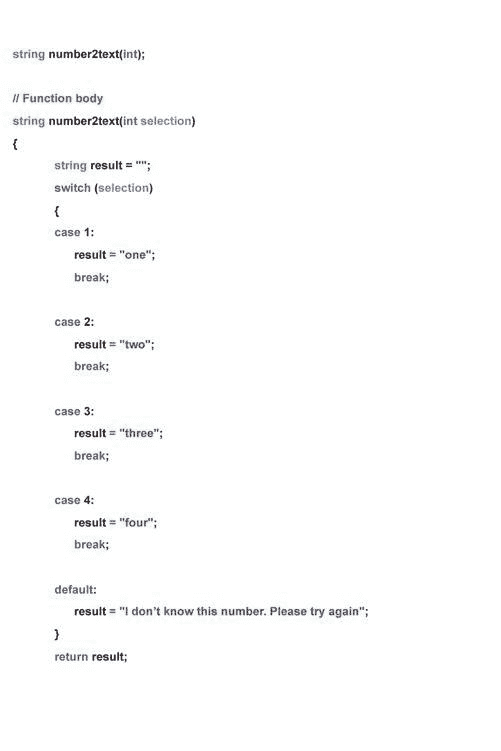 string number2text(int);
// Function body
string number2text(int selection)
{
string result = "";
switch (selection)
{
case 1:
result = "one";
break;
case 2:
result = "two";
break;
case 3:
result = "three";
break;
case 4:
result = "four";
break;
default:
result = "I don’t know this number. Please try again";
}
return result;